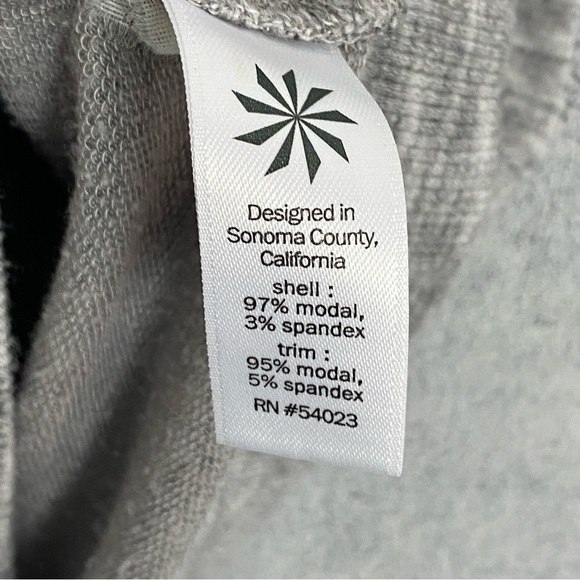 Designed in
Sonoma County,
California
shell :
97% modal,
3% spandex
trim :
95% modal,
5% spandex
RN #54023